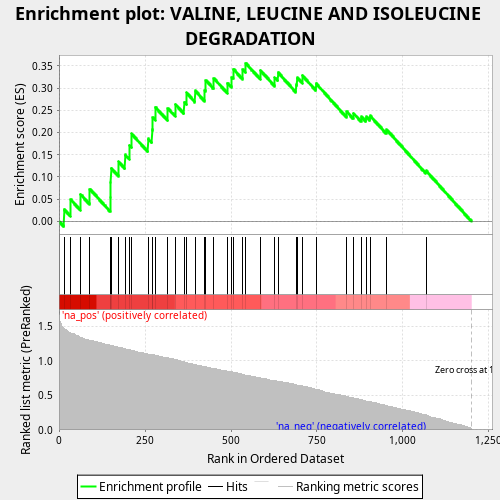 Enrichment plot: VALINE, LEUCINE AND ISOLEUCINE
DEGRADATION
Enrichment score (ES)
0.35
0.30
0.25
0.20
0.15
0.10
0.05
0.00
'na_pos' (positively correlated)
Ranked list metric (PreRanked)
1.5
1.0
0.5
0.0
Zero cross at 1
'na_neg' (negatively correlated)
0
250
500
750
1,000
1,250
Rank in Ordered Dataset
Enrichment profile
Hits
Ranking metric scores